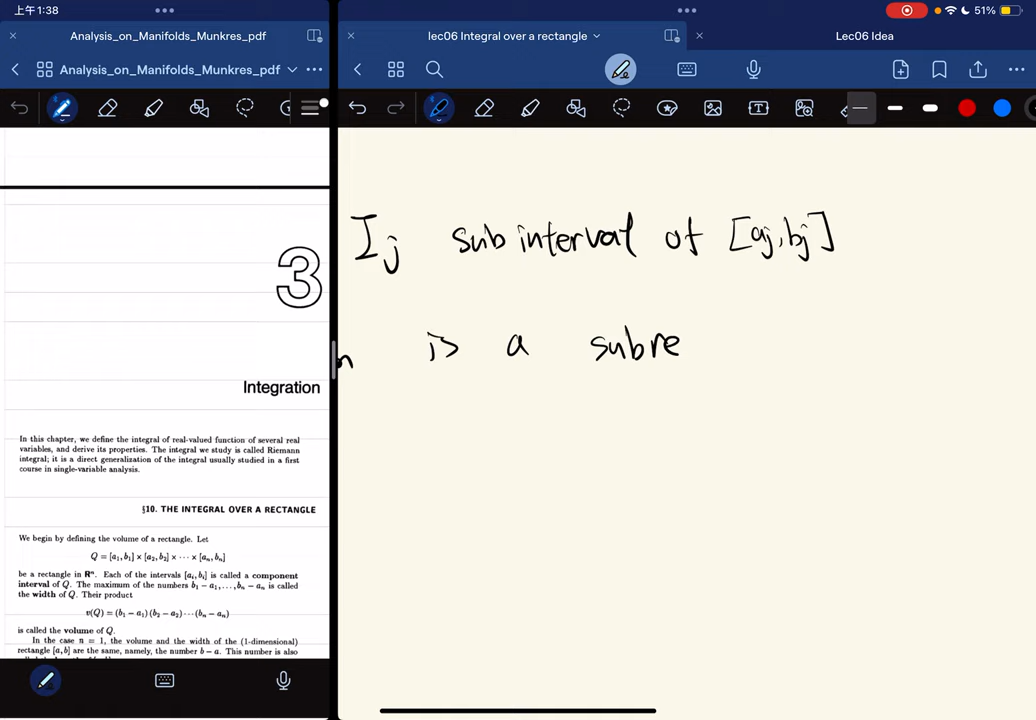 上午1:38
51%
Analysis_on_Manifolds_Munkres_pdf
lec06 Integral over a rectangle
Lec06 Idea
Analysis_on_Manifolds_Munkres_pdf
3
Integration
In this chapter, we define the integral of real-valued function of several real
variables, and derive its properties. The integral we study is called Riemann
integral; it is a direct generalization of the integral usually studied in a first
course in single-variable analysis.
§10. THE INTEGRAL OVER A RECTANGLE
We begin by defining the volume of a rectangle. Let
Q = [a₁, b₁] × [a₂, b₂] × ··· × [aₙ, bₙ]
be a rectangle in Rⁿ. Each of the intervals [aᵢ, bᵢ] is called a component
interval of Q. The maximum of the numbers b₁ − a₁, . . . , bₙ − aₙ is called
the width of Q. Their product
v(Q) = (b₁ − a₁)(b₂ − a₂) ··· (bₙ − aₙ)
is called the volume of Q.
In the case n = 1, the volume and the width of the (1-dimensional)
rectangle [a, b] are the same, namely, the number b − a. This number is also
Iⱼ subinterval of [aⱼ, bⱼ]
n is a subre